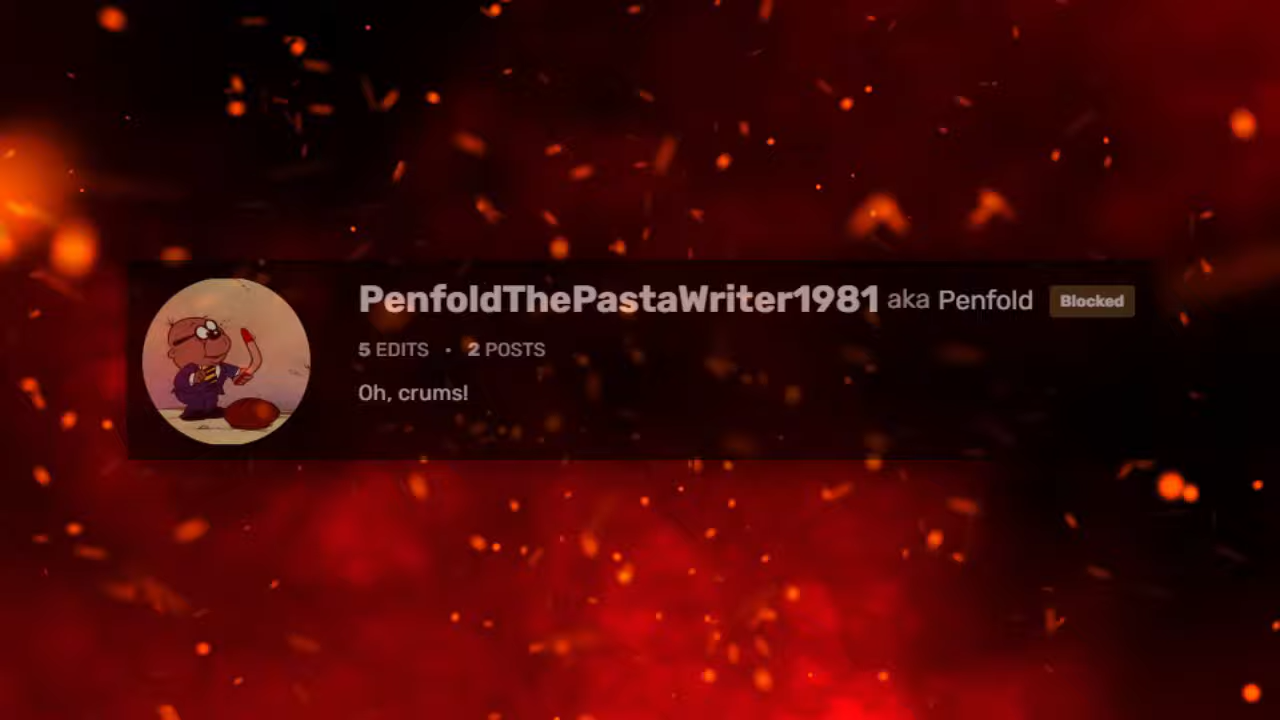 PenfoldThePastaWriter1981 aka Penfold Blocked
5 EDITS • 2 POSTS
Oh, crums!